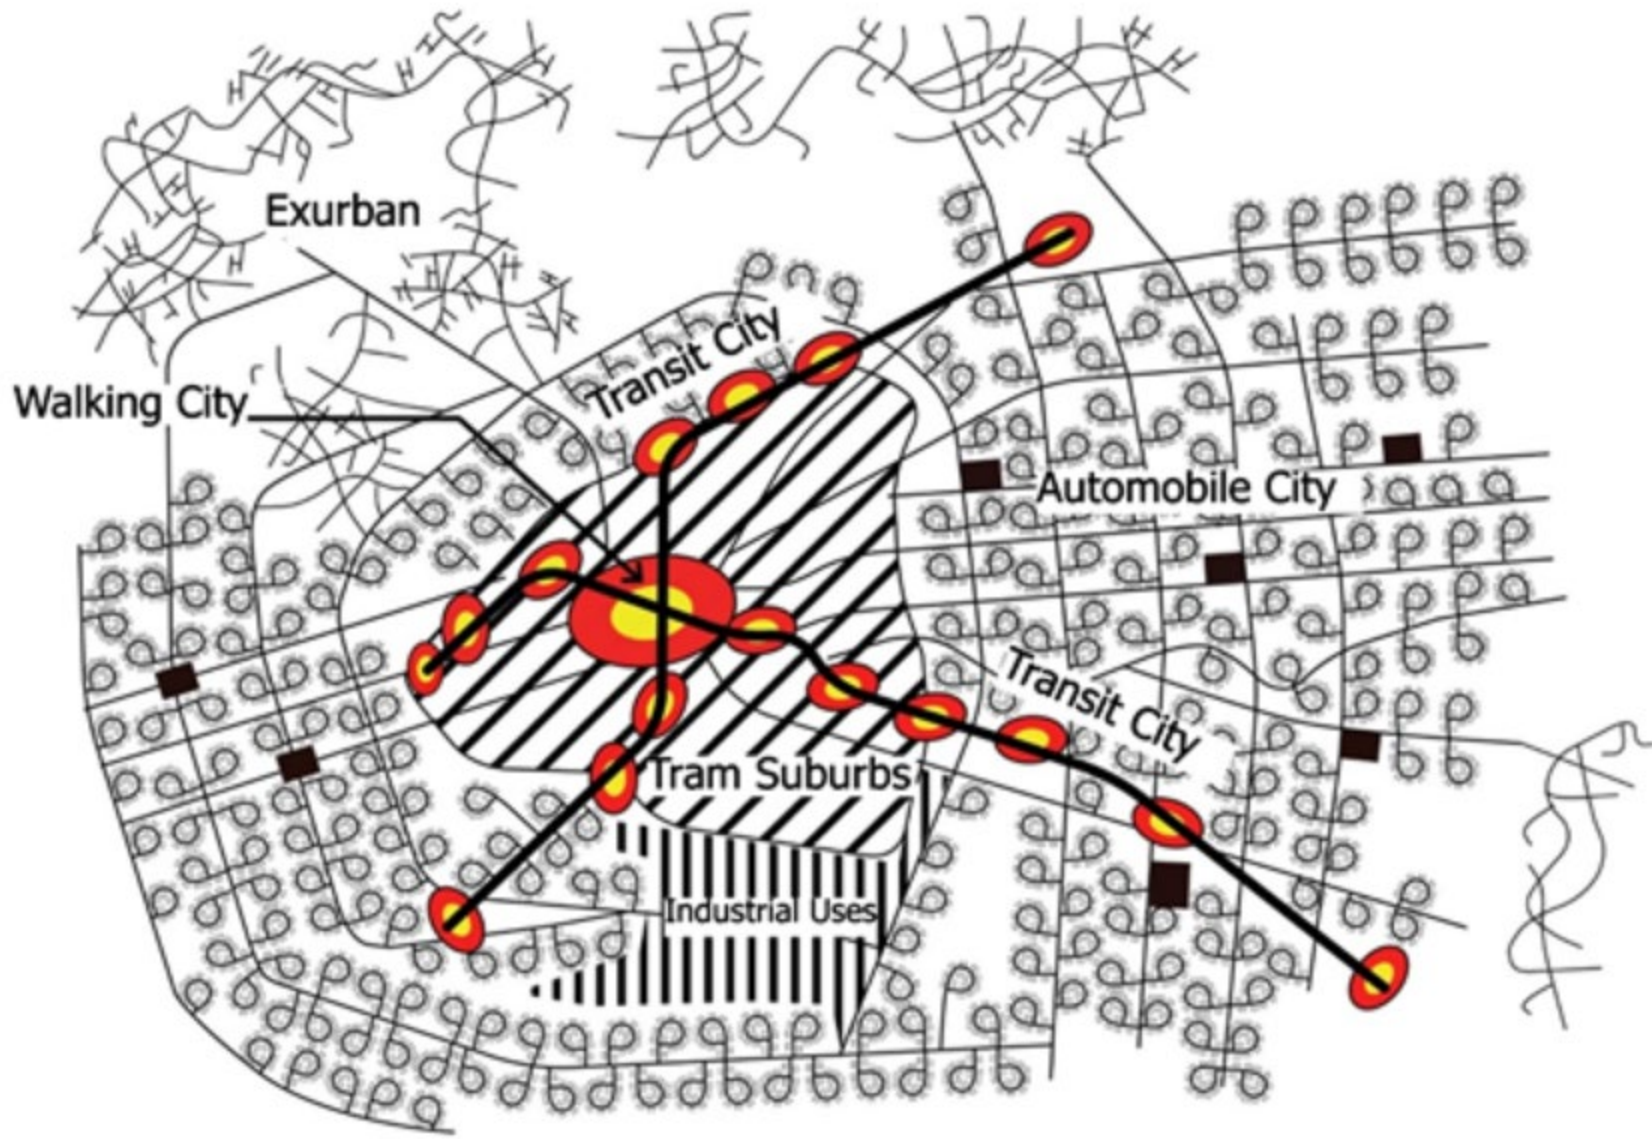 Exurban
Transit City
Walking City
Automobile City
Transit City
Tram Suburbs
Industrial Uses